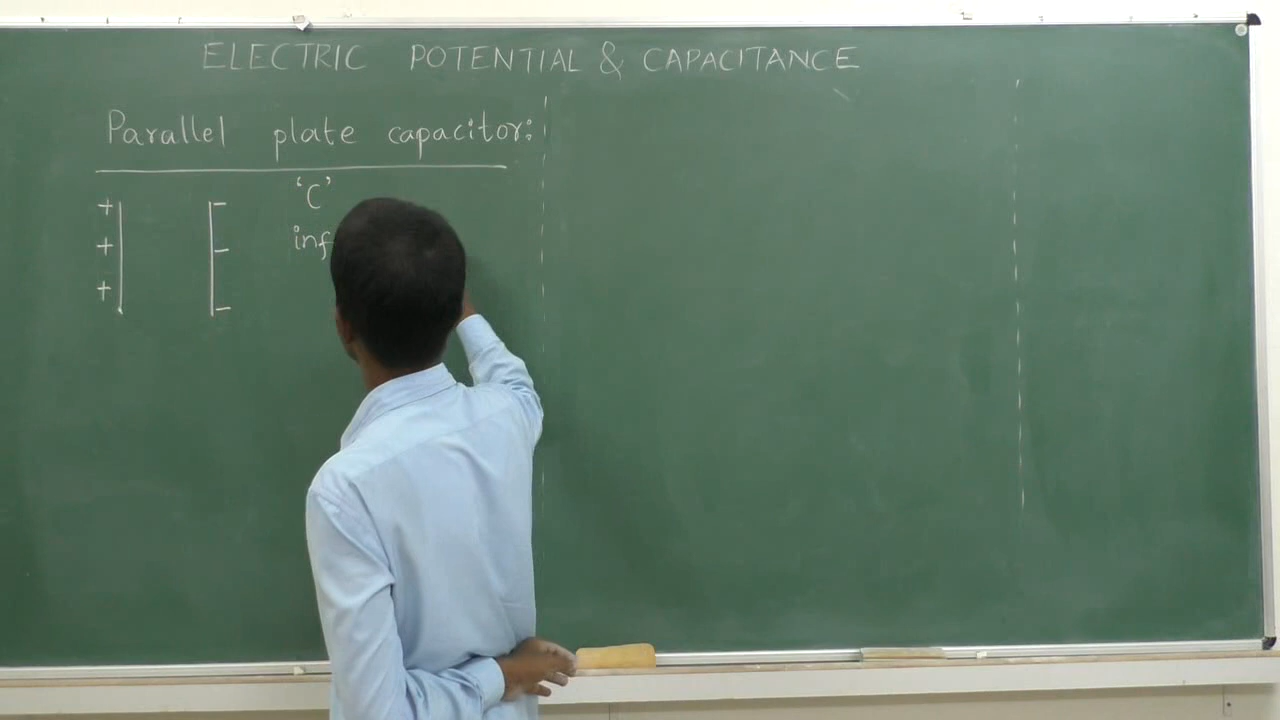 ELECTRIC POTENTIAL & CAPACITANCE
Parallel plate capacitor:
'C'
+ -
inf
+ -
+ -